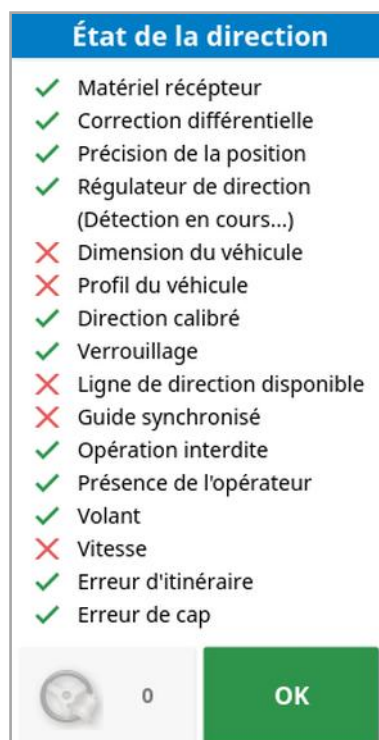 État de la direction
Matériel récépteur
Correction différentielle
Précision de la position
Régulateur de direction
(Détection en cours...)
Dimension du véhicule
Profil du véhicule
Direction calibré
Verrouillage
Ligne de direction disponible
Guide synchronisé
Opération interdite
Présence de l'opérateur
Volant
Vitesse
Erreur d'itinéraire
Erreur de cap
0
OK